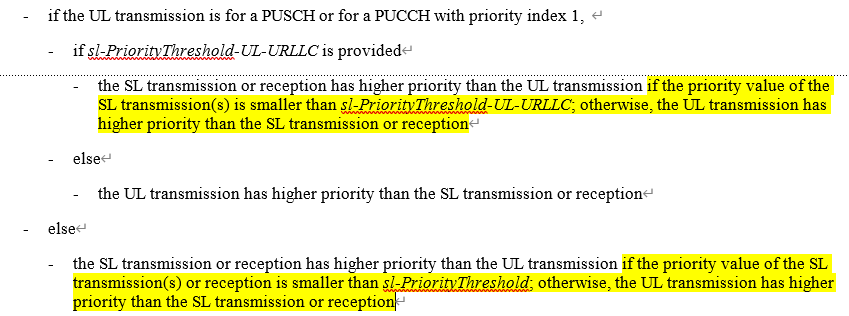 - if the UL transmission is for a PUSCH or for a PUCCH with priority index 1,
- if sl-PriorityThreshold-UL-URLLC is provided
- the SL transmission or reception has higher priority than the UL transmission if the priority value of the
SL transmission(s) is smaller than sl-PriorityThreshold-UL-URLLC; otherwise, the UL transmission has
higher priority than the SL transmission or reception
- else
- the UL transmission has higher priority than the SL transmission or reception
- else
- the SL transmission or reception has higher priority than the UL transmission if the priority value of the SL
transmission(s) or reception is smaller than sl-PriorityThreshold; otherwise, the UL transmission has higher
priority than the SL transmission or reception